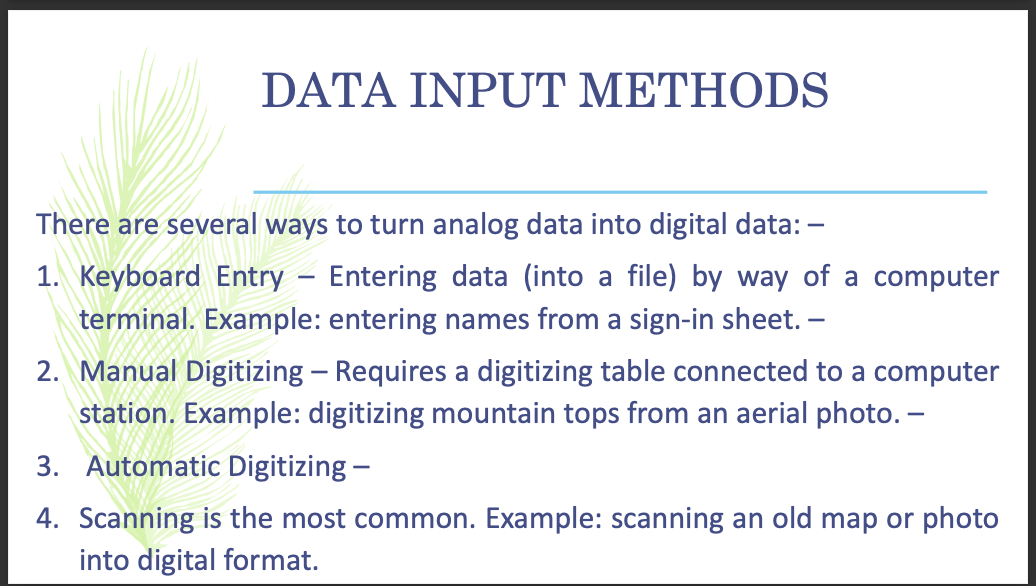 DATA INPUT METHODS
There are several ways to turn analog data into digital data: –
1. Keyboard Entry – Entering data (into a file) by way of a computer
terminal. Example: entering names from a sign-in sheet. –
2. Manual Digitizing – Requires a digitizing table connected to a computer
station. Example: digitizing mountain tops from an aerial photo. –
3. Automatic Digitizing –
4. Scanning is the most common. Example: scanning an old map or photo
into digital format.